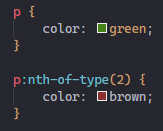 p {
    color: green;
}
p:nth-of-type(2) {
    color: brown;
}